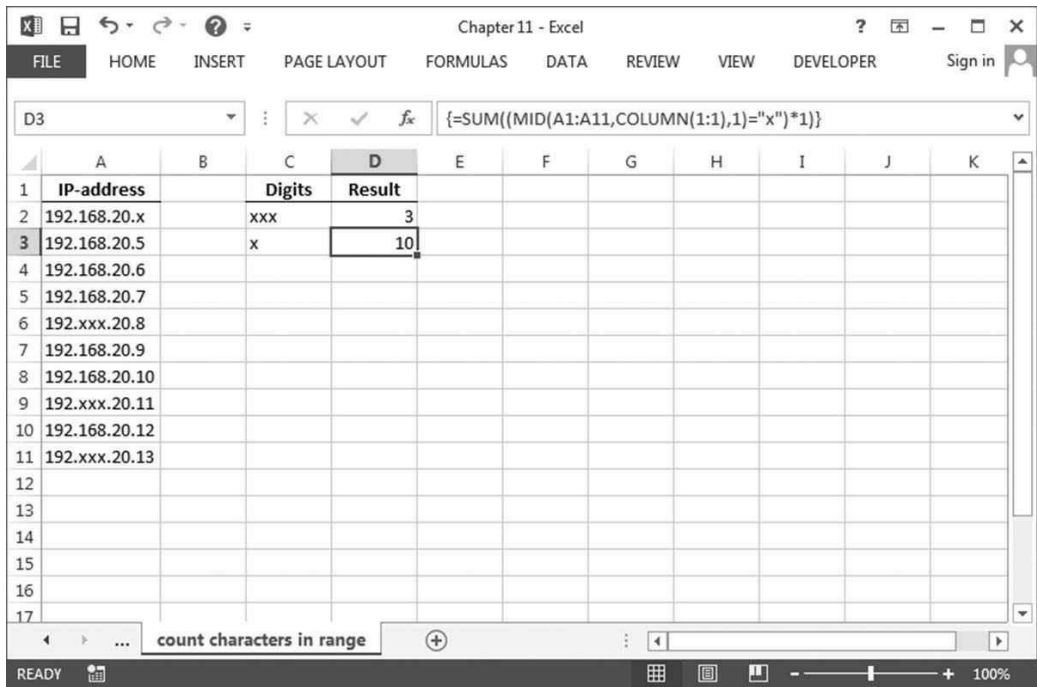 Chapter 11 - Excel
FILE HOME INSERT PAGE LAYOUT FORMULAS DATA REVIEW VIEW DEVELOPER Sign in
D3 fx {=SUM((MID(A1:A11,COLUMN(1:1),1)="x")*1)}
A B C D E F G H I J K
1 IP-address Digits Result
2 192.168.20.x xxx 3
3 192.168.20.5 x 10
4 192.168.20.6
5 192.168.20.7
6 192.xxx.20.8
7 192.168.20.9
8 192.168.20.10
9 192.xxx.20.11
10 192.168.20.12
11 192.xxx.20.13
12
13
14
15
16
17
... count characters in range
READY 100%